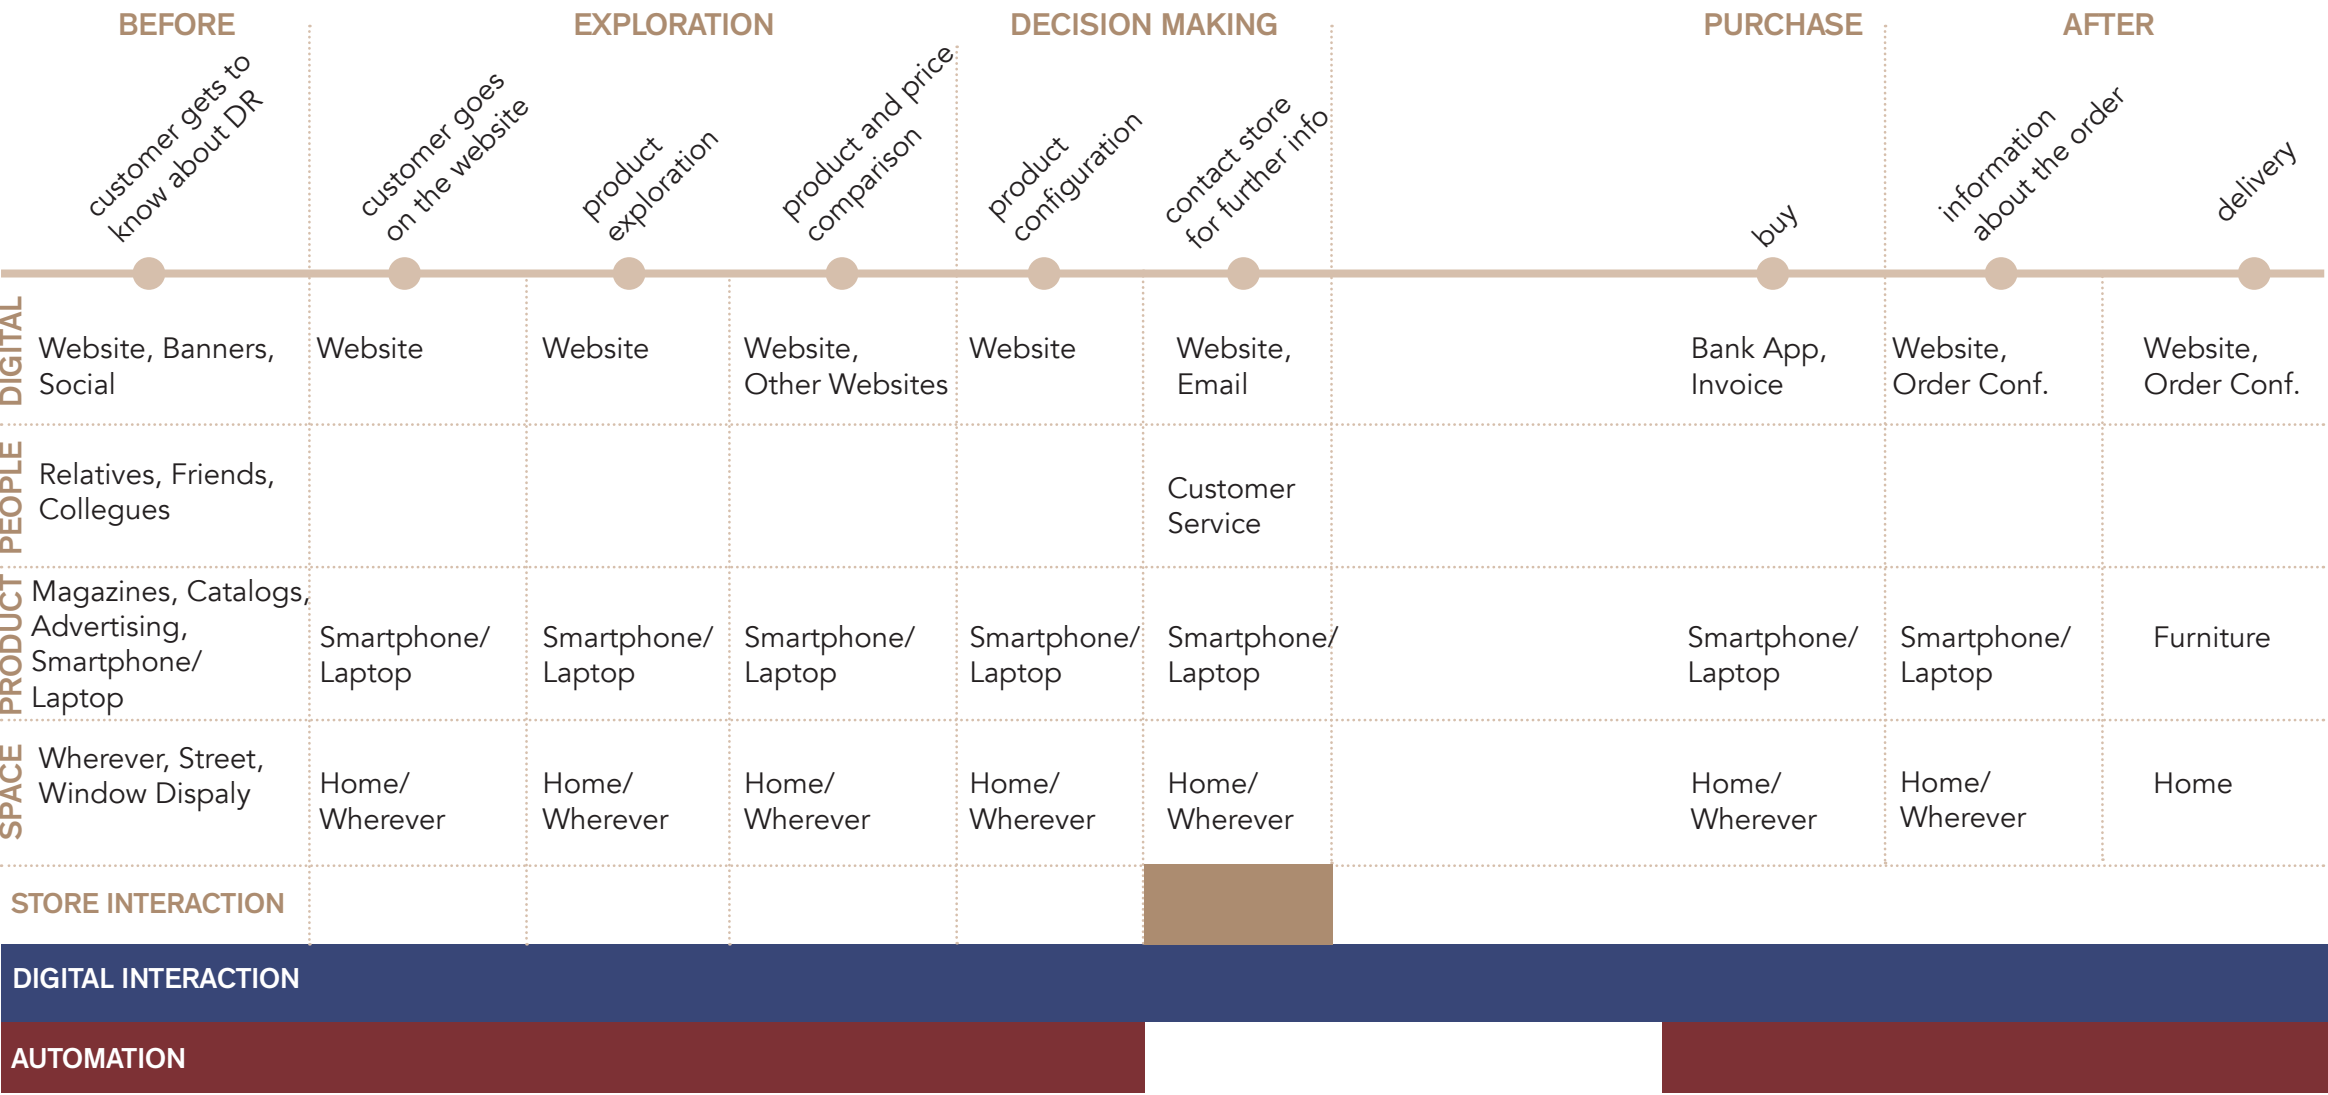 BEFORE
EXPLORATION
DECISION MAKING
PURCHASE
AFTER
customer gets to
know about DR
customer goes
on the website
product
exploration
product and price
comparison
product
configuration
contact store
for further info
buy
information
about the order
delivery
DIGITAL
Website, Banners,
Social
Website
Website
Website,
Other Websites
Website
Website,
Email
Bank App,
Invoice
Website,
Order Conf.
Website,
Order Conf.
PEOPLE
Relatives, Friends,
Collegues
Customer
Service
PRODUCT
Magazines, Catalogs,
Advertising,
Smartphone/
Laptop
Smartphone/
Laptop
Smartphone/
Laptop
Smartphone/
Laptop
Smartphone/
Laptop
Smartphone/
Laptop
Smartphone/
Laptop
Smartphone/
Laptop
Furniture
SPACE
Wherever, Street,
Window Dispaly
Home/
Wherever
Home/
Wherever
Home/
Wherever
Home/
Wherever
Home/
Wherever
Home/
Wherever
Home/
Wherever
Home
STORE INTERACTION
DIGITAL INTERACTION
AUTOMATION